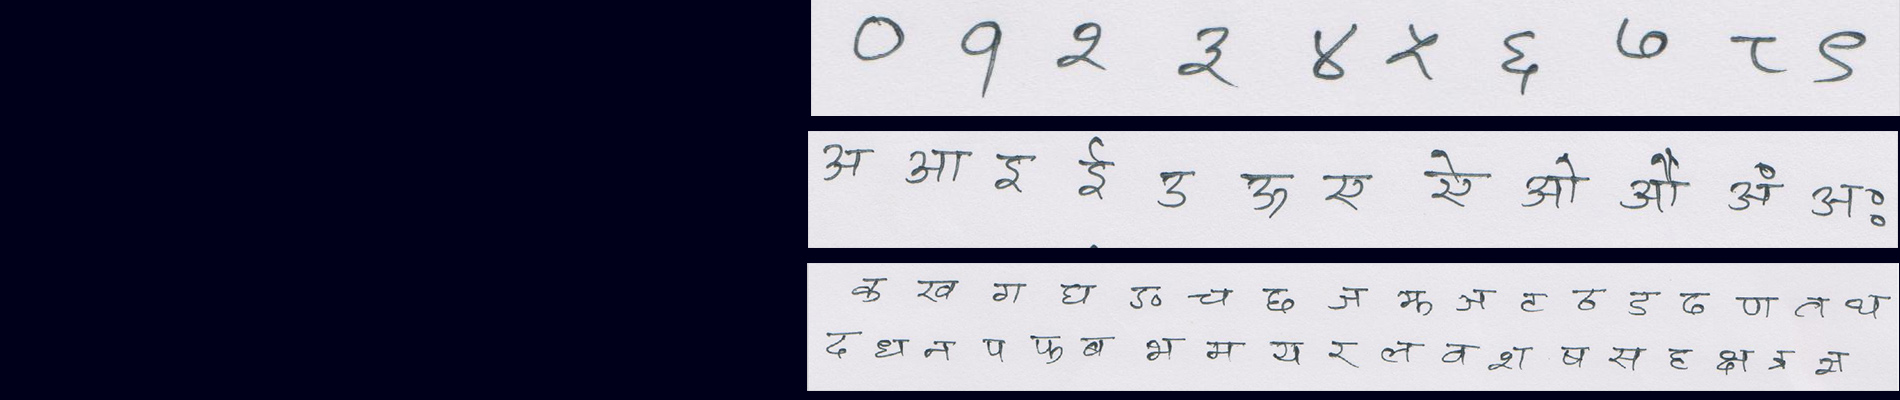 ० १ २ ३ ४ ५ ६ ७ ८ ९
अ आ इ ई उ ऊ ए ऐ ओ औ अं अः
क ख ग घ ङ च छ ज झ ञ ट ठ ड ढ ण त थ
द ध न प फ ब भ म य र ल व श ष स ह क्ष त्र ज्ञ